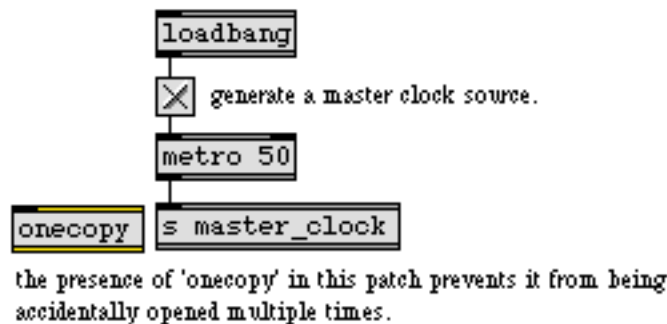 loadbang
generate a master clock source.
metro 50
onecopy
s master_clock
the presence of 'onecopy' in this patch prevents it from being
accidentally opened multiple times.